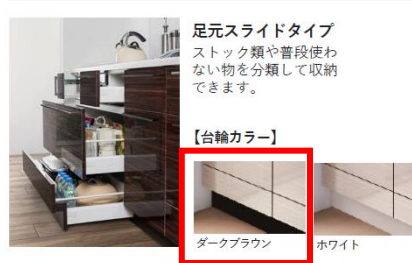 足元スライドタイプ
ストック類や普段使わ
ない物を分類して収納
できます。
【台輪カラー】
ダークブラウン
ホワイト